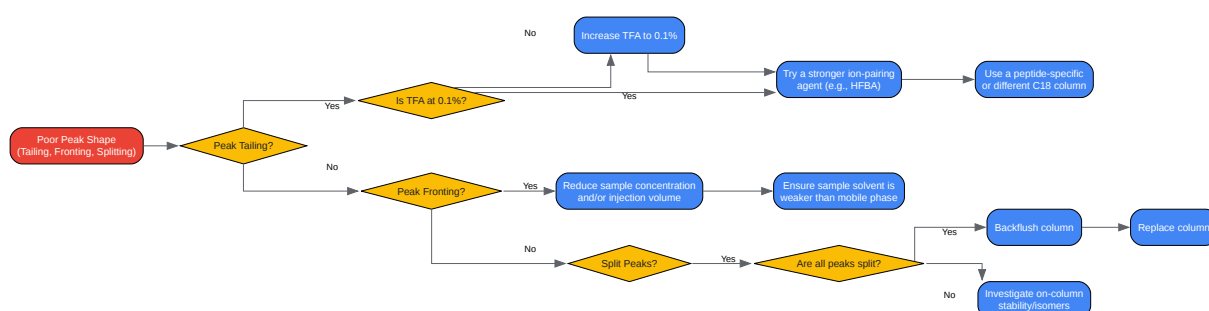 No
Increase TFA to 0.1%
Try a stronger ion-pairing
agent (e.g., HFBA)
Use a peptide-specific
or different C18 column
Is TFA at 0.1%?
Yes
Yes
Poor Peak Shape
(Tailing, Fronting, Splitting)
Peak Tailing?
No
Peak Fronting?
Yes
Reduce sample concentration
and/or injection volume
Ensure sample solvent is
weaker than mobile phase
No
Split Peaks?
Yes
Are all peaks split?
Yes
Backflush column
Replace column
No
Investigate on-column
stability/isomers